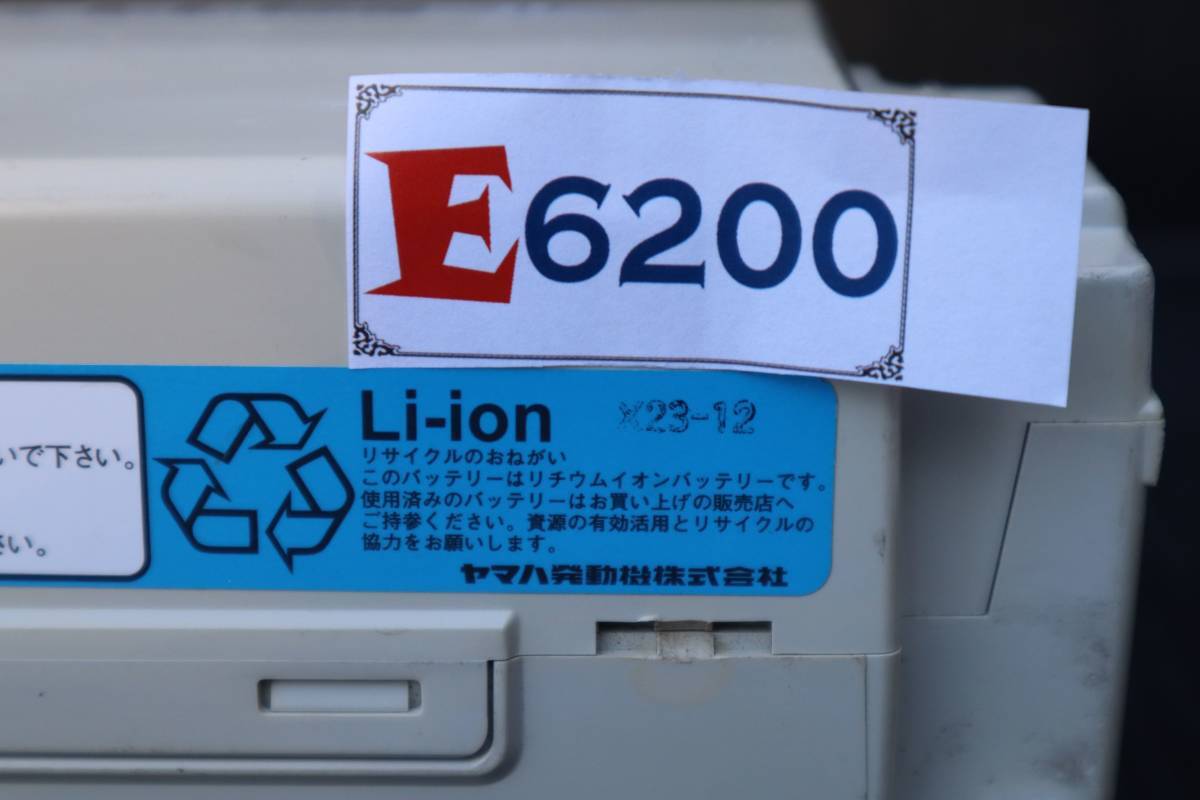 E6200
いで下さい。
さい。
Li-ion X23-12
リサイクルのおねがい
このバッテリーはリチウムイオンバッテリーです。
使用済みのバッテリーはお買い上げの販売店へ
ご持参ください。資源の有効活用とリサイクルの
協力をお願いします。
ヤマハ発動機株式会社